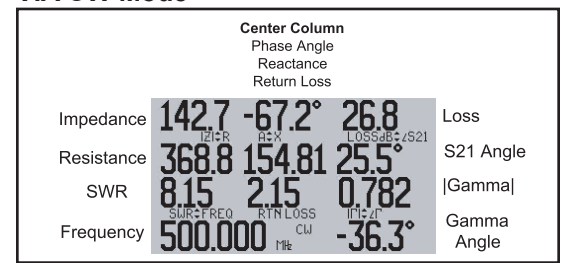 Center Column
Phase Angle
Reactance
Return Loss
Impedance 142.7 -67.2° 26.8 Loss
|Z|↕R A↕X LOSSdB↕∠S21
Resistance 368.8 154.81 25.5° S21 Angle
SWR 8.15 2.15 0.782 |Gamma|
SWR↕FREQ RTN LOSS |Γ|↕∠Γ
Frequency 500.000 MHz CW -36.3° Gamma Angle